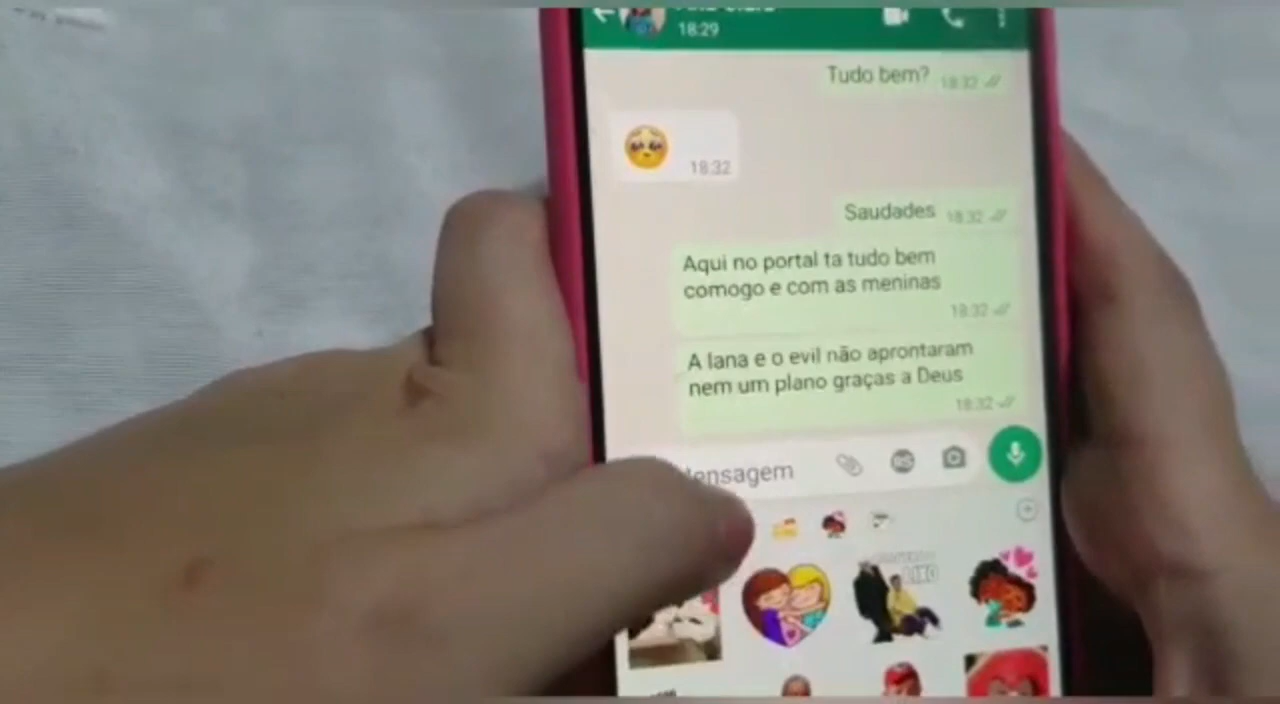 18:29
Tudo bem? 18:32
18:32
Saudades 18:32
Aqui no portal ta tudo bem
comogo e com as meninas
18:32
A lana e o evil não aprontaram
nem um plano graças a Deus
18:32
ensagem
LIXO